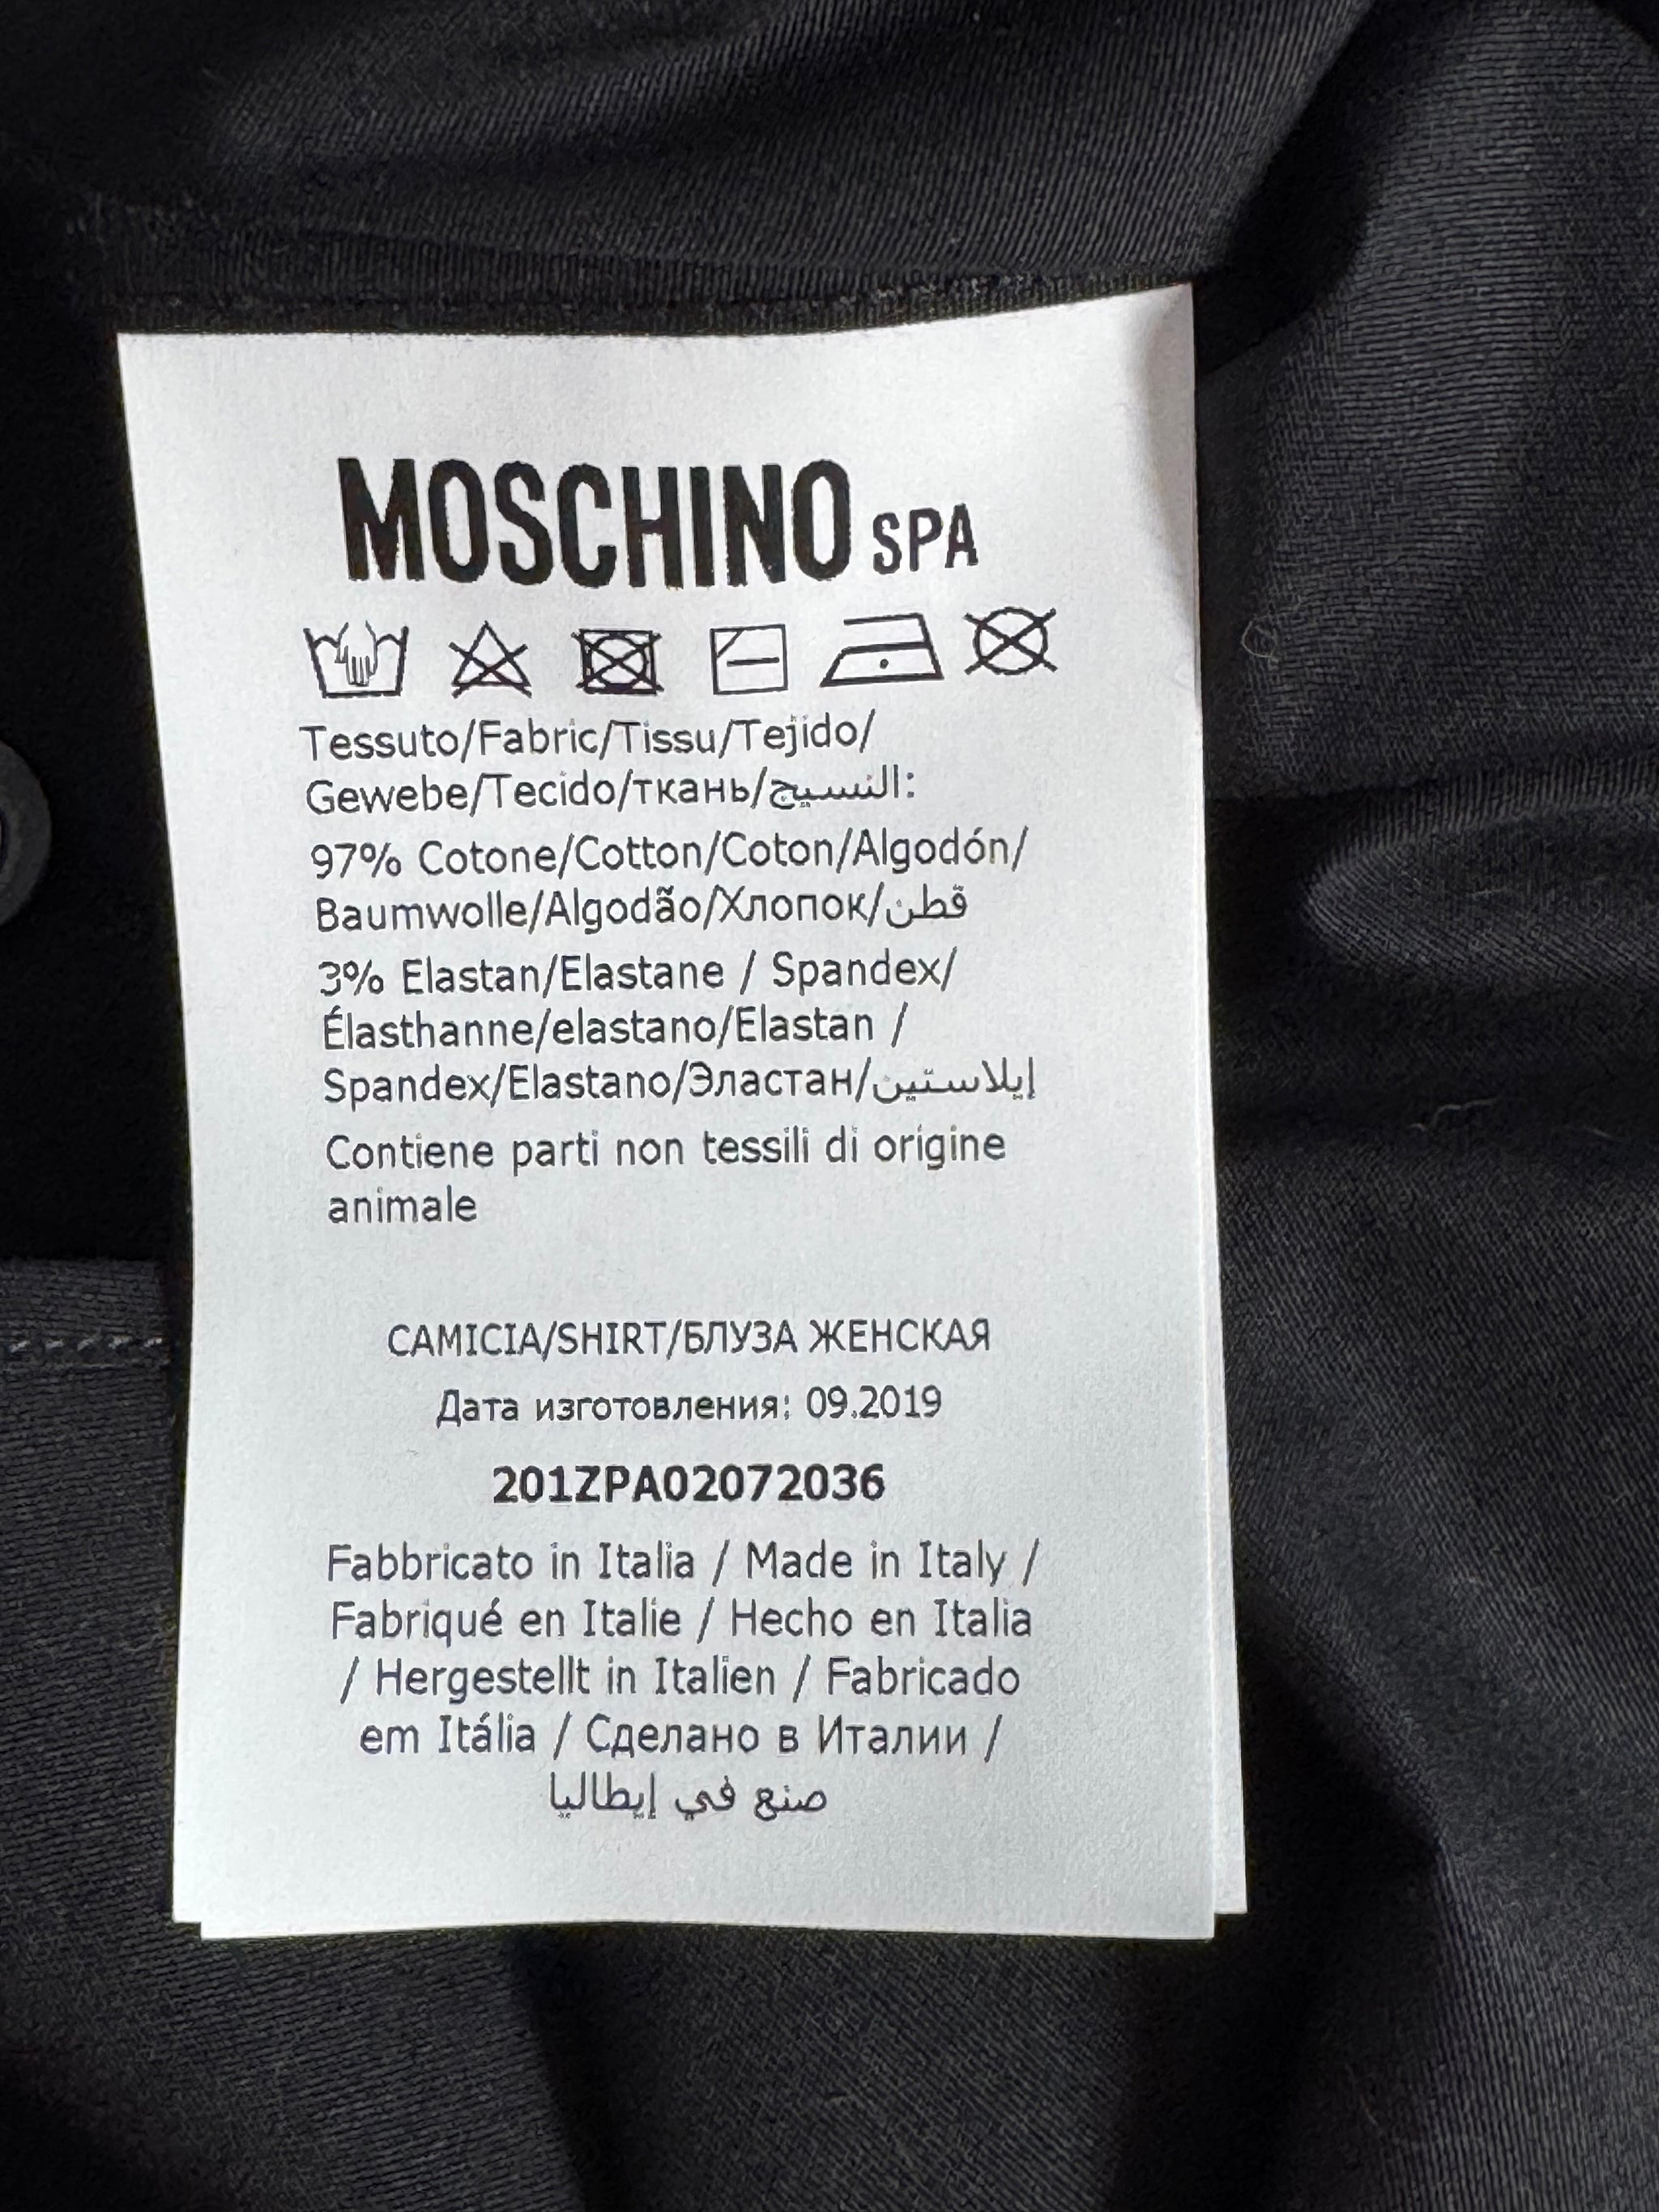 MOSCHINO SPA
Tessuto/Fabric/Tissu/Tejido/
Gewebe/Tecido/ткань/النسيج:
97% Cotone/Cotton/Coton/Algodón/
Baumwolle/Algodão/Хлопок/قطن
3% Elastan/Elastane / Spandex/
Élasthanne/elastano/Elastan /
Spandex/Elastano/Эластан/إيلاستين
Contiene parti non tessili di origine
animale
CAMICIA/SHIRT/БЛУЗА ЖЕНСКАЯ
Дата изготовления: 09.2019
201ZPA02072036
Fabbricato in Italia / Made in Italy /
Fabriqué en Italie / Hecho en Italia
/ Hergestellt in Italien / Fabricado
em Itália / Сделано в Италии /
صنع في إيطاليا